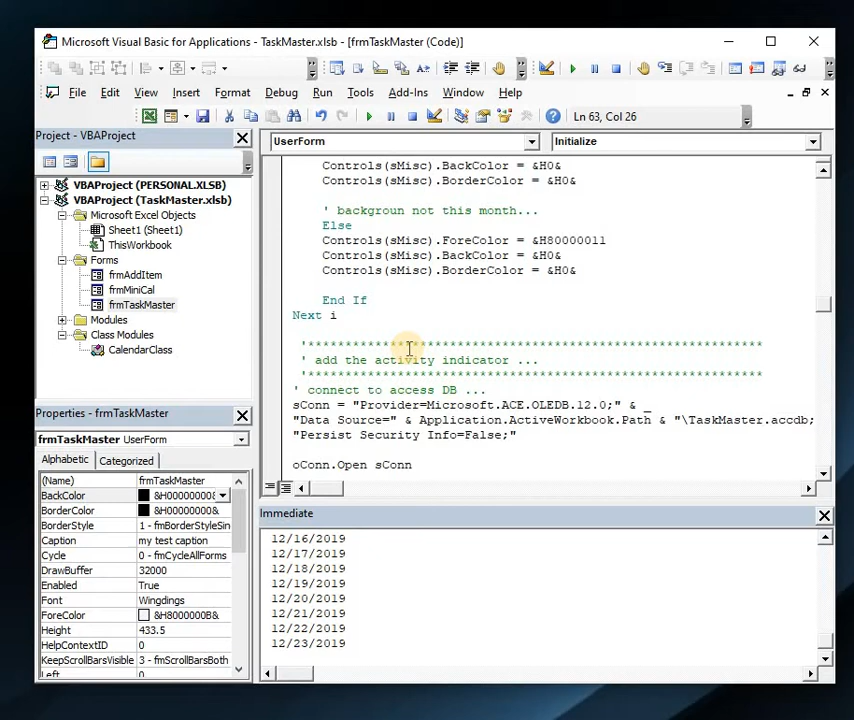 Microsoft Visual Basic for Applications - TaskMaster.xlsb - [frmTaskMaster (Code)]
File Edit View Insert Format Debug Run Tools Add-Ins Window Help
Ln 63, Col 26
Project - VBAProject
VBAProject (PERSONAL.XLSB)
VBAProject (TaskMaster.xlsb)
Microsoft Excel Objects
Sheet1 (Sheet1)
ThisWorkbook
Forms
frmAddItem
frmMiniCal
frmTaskMaster
Modules
Class Modules
CalendarClass
Properties - frmTaskMaster
frmTaskMaster UserForm
Alphabetic Categorized
(Name) frmTaskMaster
BackColor &H00000000&
BorderColor &H00000000&
BorderStyle 1 - fmBorderStyleSin
Caption my test caption
Cycle 0 - fmCycleAllForms
DrawBuffer 32000
Enabled True
Font Wingdings
ForeColor &H8000000B&
Height 433.5
HelpContextID 0
KeepScrollBarsVisible 3 - fmScrollBarsBoth
Left 0
UserForm Initialize
Controls(sMisc).BackColor = &H0&
Controls(sMisc).BorderColor = &H0&
' backgroun not this month...
Else
Controls(sMisc).ForeColor = &H80000011
Controls(sMisc).BackColor = &H0&
Controls(sMisc).BorderColor = &H0&
End If
Next i
'*************************************************************
' add the activity indicator ...
'*************************************************************
' connect to access DB ...
sConn = "Provider=Microsoft.ACE.OLEDB.12.0;" & _
"Data Source=" & Application.ActiveWorkbook.Path & "\TaskMaster.accdb;
"Persist Security Info=False;"
oConn.Open sConn
Immediate
12/16/2019
12/17/2019
12/18/2019
12/19/2019
12/20/2019
12/21/2019
12/22/2019
12/23/2019